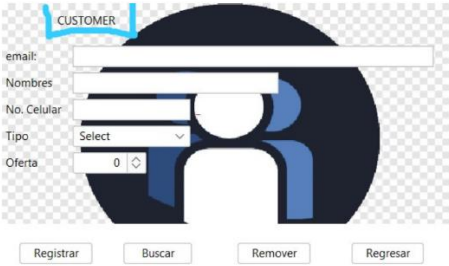 CUSTOMER
email:
Nombres
No. Celular
Tipo Select
Oferta 0
Registrar Buscar Remover Regresar